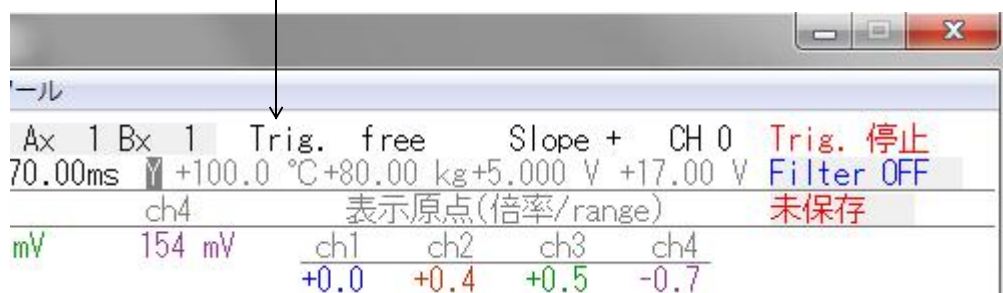 ール
Ax 1 Bx 1 Trig. free Slope + CH 0 Trig. 停止
70.00ms Y +100.0 ℃+80.00 kg+5.000 V +17.00 V Filter OFF
ch4 表示原点(倍率/range) 未保存
mV 154 mV ch1 ch2 ch3 ch4
+0.0 +0.4 +0.5 -0.7